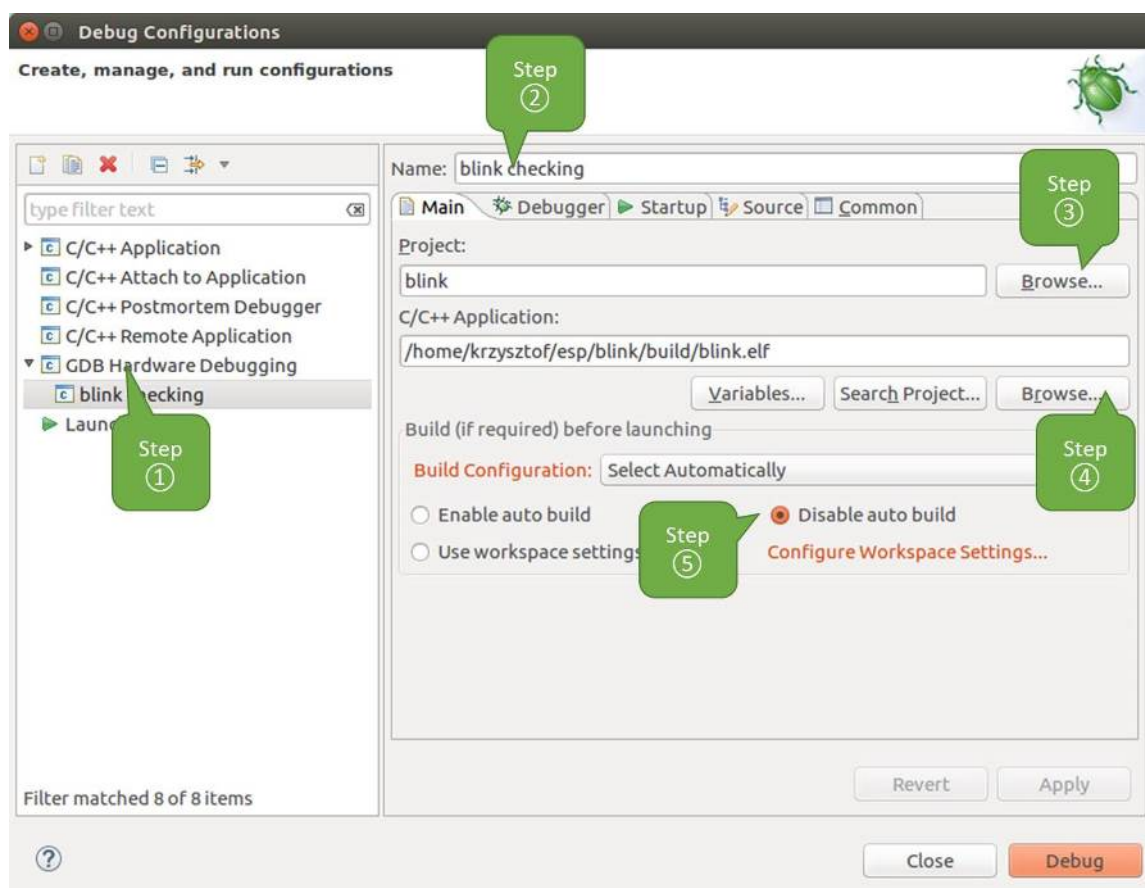 Debug Configurations
Create, manage, and run configurations
Step
②
Name: blink checking
Step
③
type filter text
Main Debugger Startup Source Common
C/C++ Application
C/C++ Attach to Application
C/C++ Postmortem Debugger
C/C++ Remote Application
GDB Hardware Debugging
blink checking
Step
①
Project:
blink
Browse...
C/C++ Application:
/home/krzysztof/esp/blink/build/blink.elf
Variables...
Search Project...
Browse...
Step
④
Build (if required) before launching
Build Configuration: Select Automatically
Enable auto build
Disable auto build
Step
⑤
Use workspace settings
Configure Workspace Settings...
Revert
Apply
Filter matched 8 of 8 items
Close
Debug